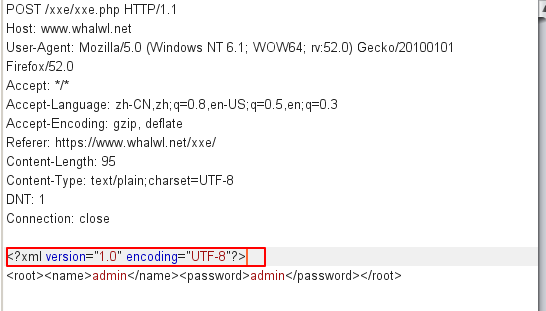 POST /xxe/xxe.php HTTP/1.1
Host: www.whalwl.net
User-Agent: Mozilla/5.0 (Windows NT 6.1; WOW64; rv:52.0) Gecko/20100101
Firefox/52.0
Accept: */*
Accept-Language: zh-CN,zh;q=0.8,en-US;q=0.5,en;q=0.3
Accept-Encoding: gzip, deflate
Referer: https://www.whalwl.net/xxe/
Content-Length: 95
Content-Type: text/plain;charset=UTF-8
DNT: 1
Connection: close
<?xml version="1.0" encoding="UTF-8"?>
<root><name>admin</name><password>admin</password></root>